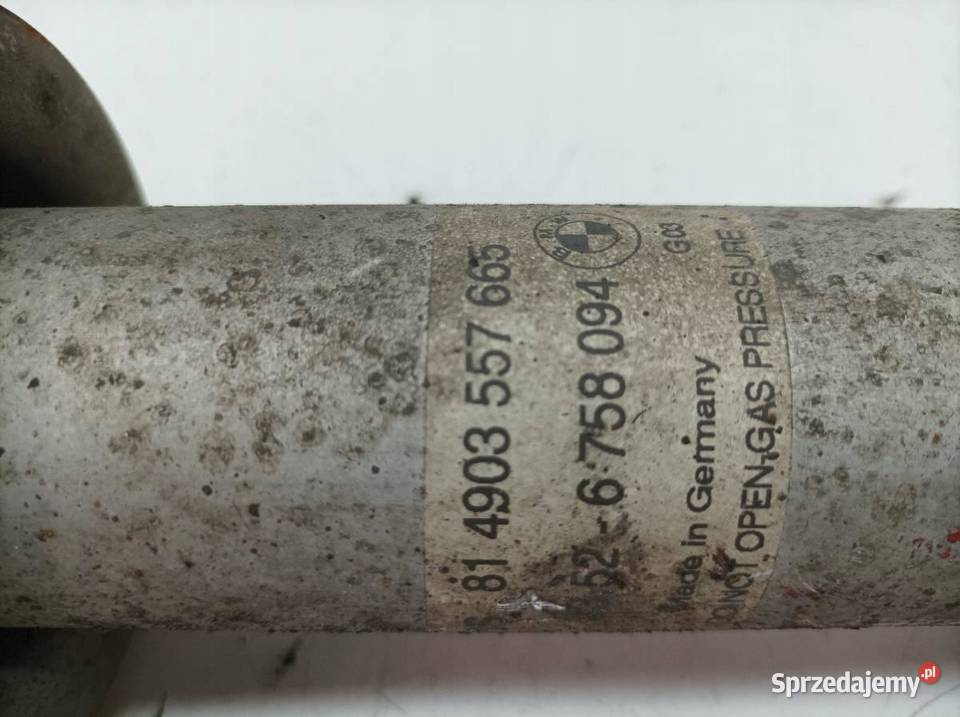 81 4903 557 665
52 - 6 758 094
BMW
Made in Germany
G03
DO NOT OPEN-GAS PRESSURE
Sprzedajemy.pl